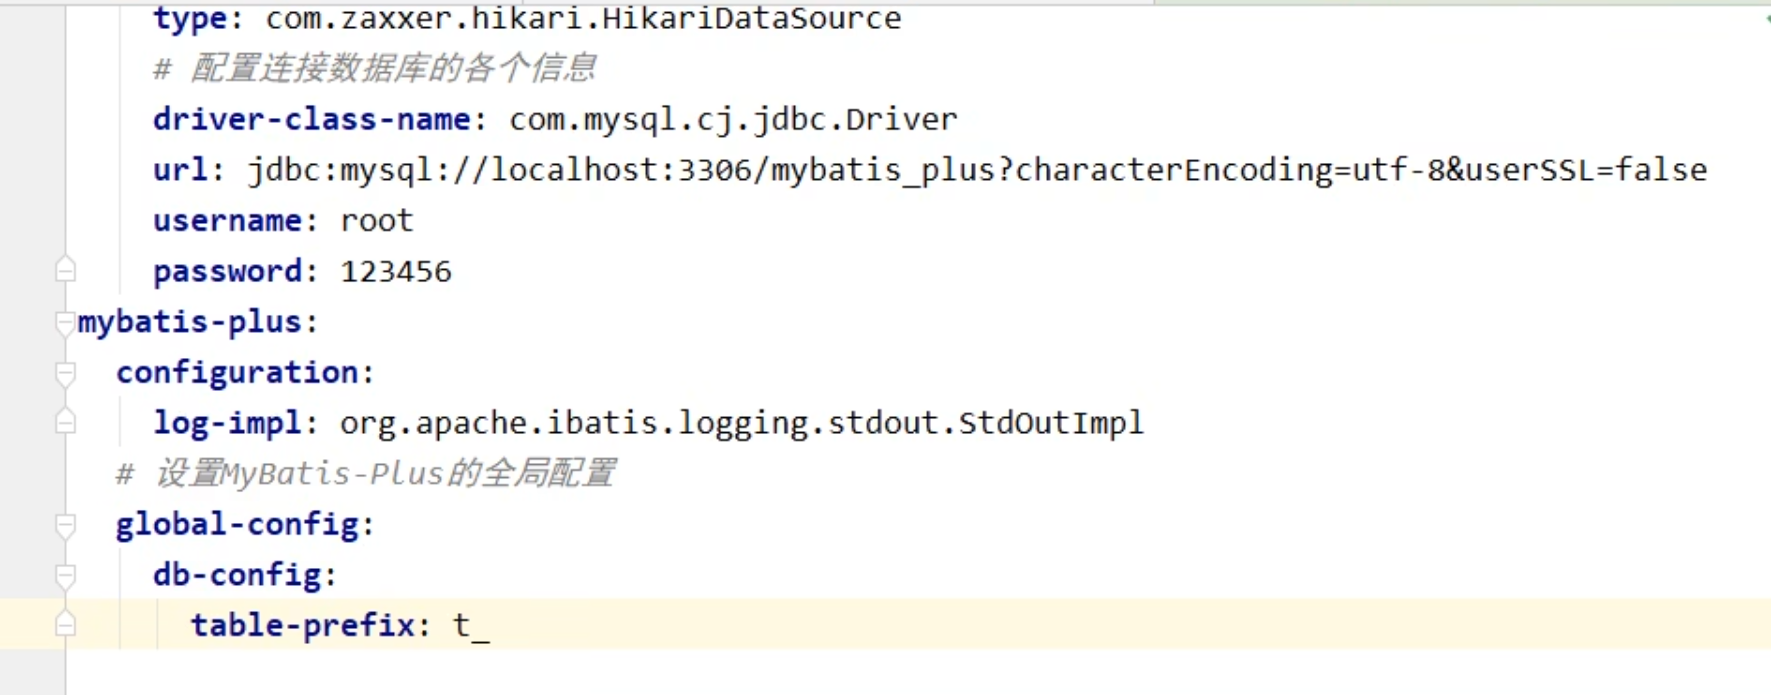 type: com.zaxxer.hikari.HikariDataSource
# 配置连接数据库的各个信息
driver-class-name: com.mysql.cj.jdbc.Driver
url: jdbc:mysql://localhost:3306/mybatis_plus?characterEncoding=utf-8&userSSL=false
username: root
password: 123456
mybatis-plus:
configuration:
log-impl: org.apache.ibatis.logging.stdout.StdOutImpl
# 设置MyBatis-Plus的全局配置
global-config:
db-config:
table-prefix: t_